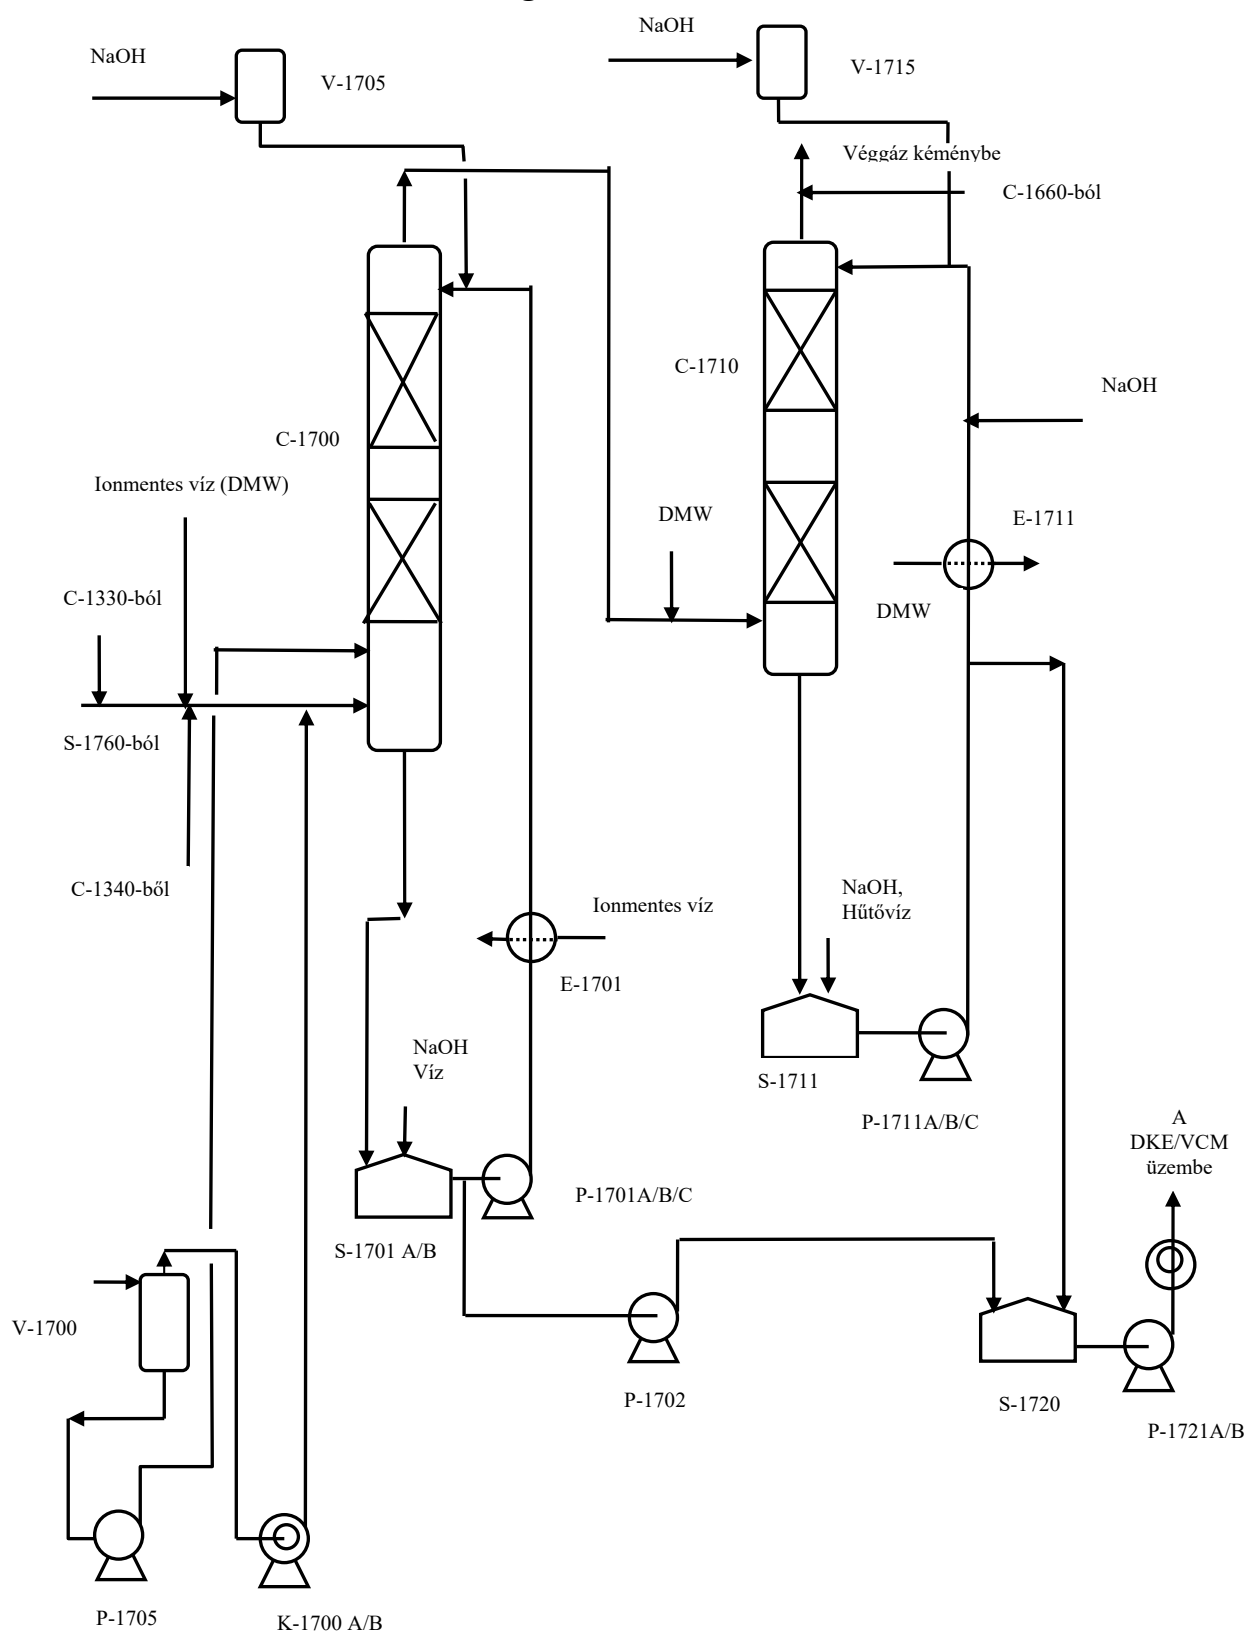 NaOH
NaOH
V-1705
V-1715
Véggáz kéménybe
C-1660-ból
C-1710
NaOH
C-1700
Ionmentes víz (DMW)
DMW
E-1711
C-1330-ból
DMW
S-1760-ból
C-1340-ből
NaOH,
Hűtővíz
Ionmentes víz
E-1701
NaOH
Víz
S-1711
P-1711A/B/C
A
DKE/VCM
üzembe
P-1701A/B/C
S-1701 A/B
V-1700
P-1702
S-1720
P-1721A/B
P-1705
K-1700 A/B